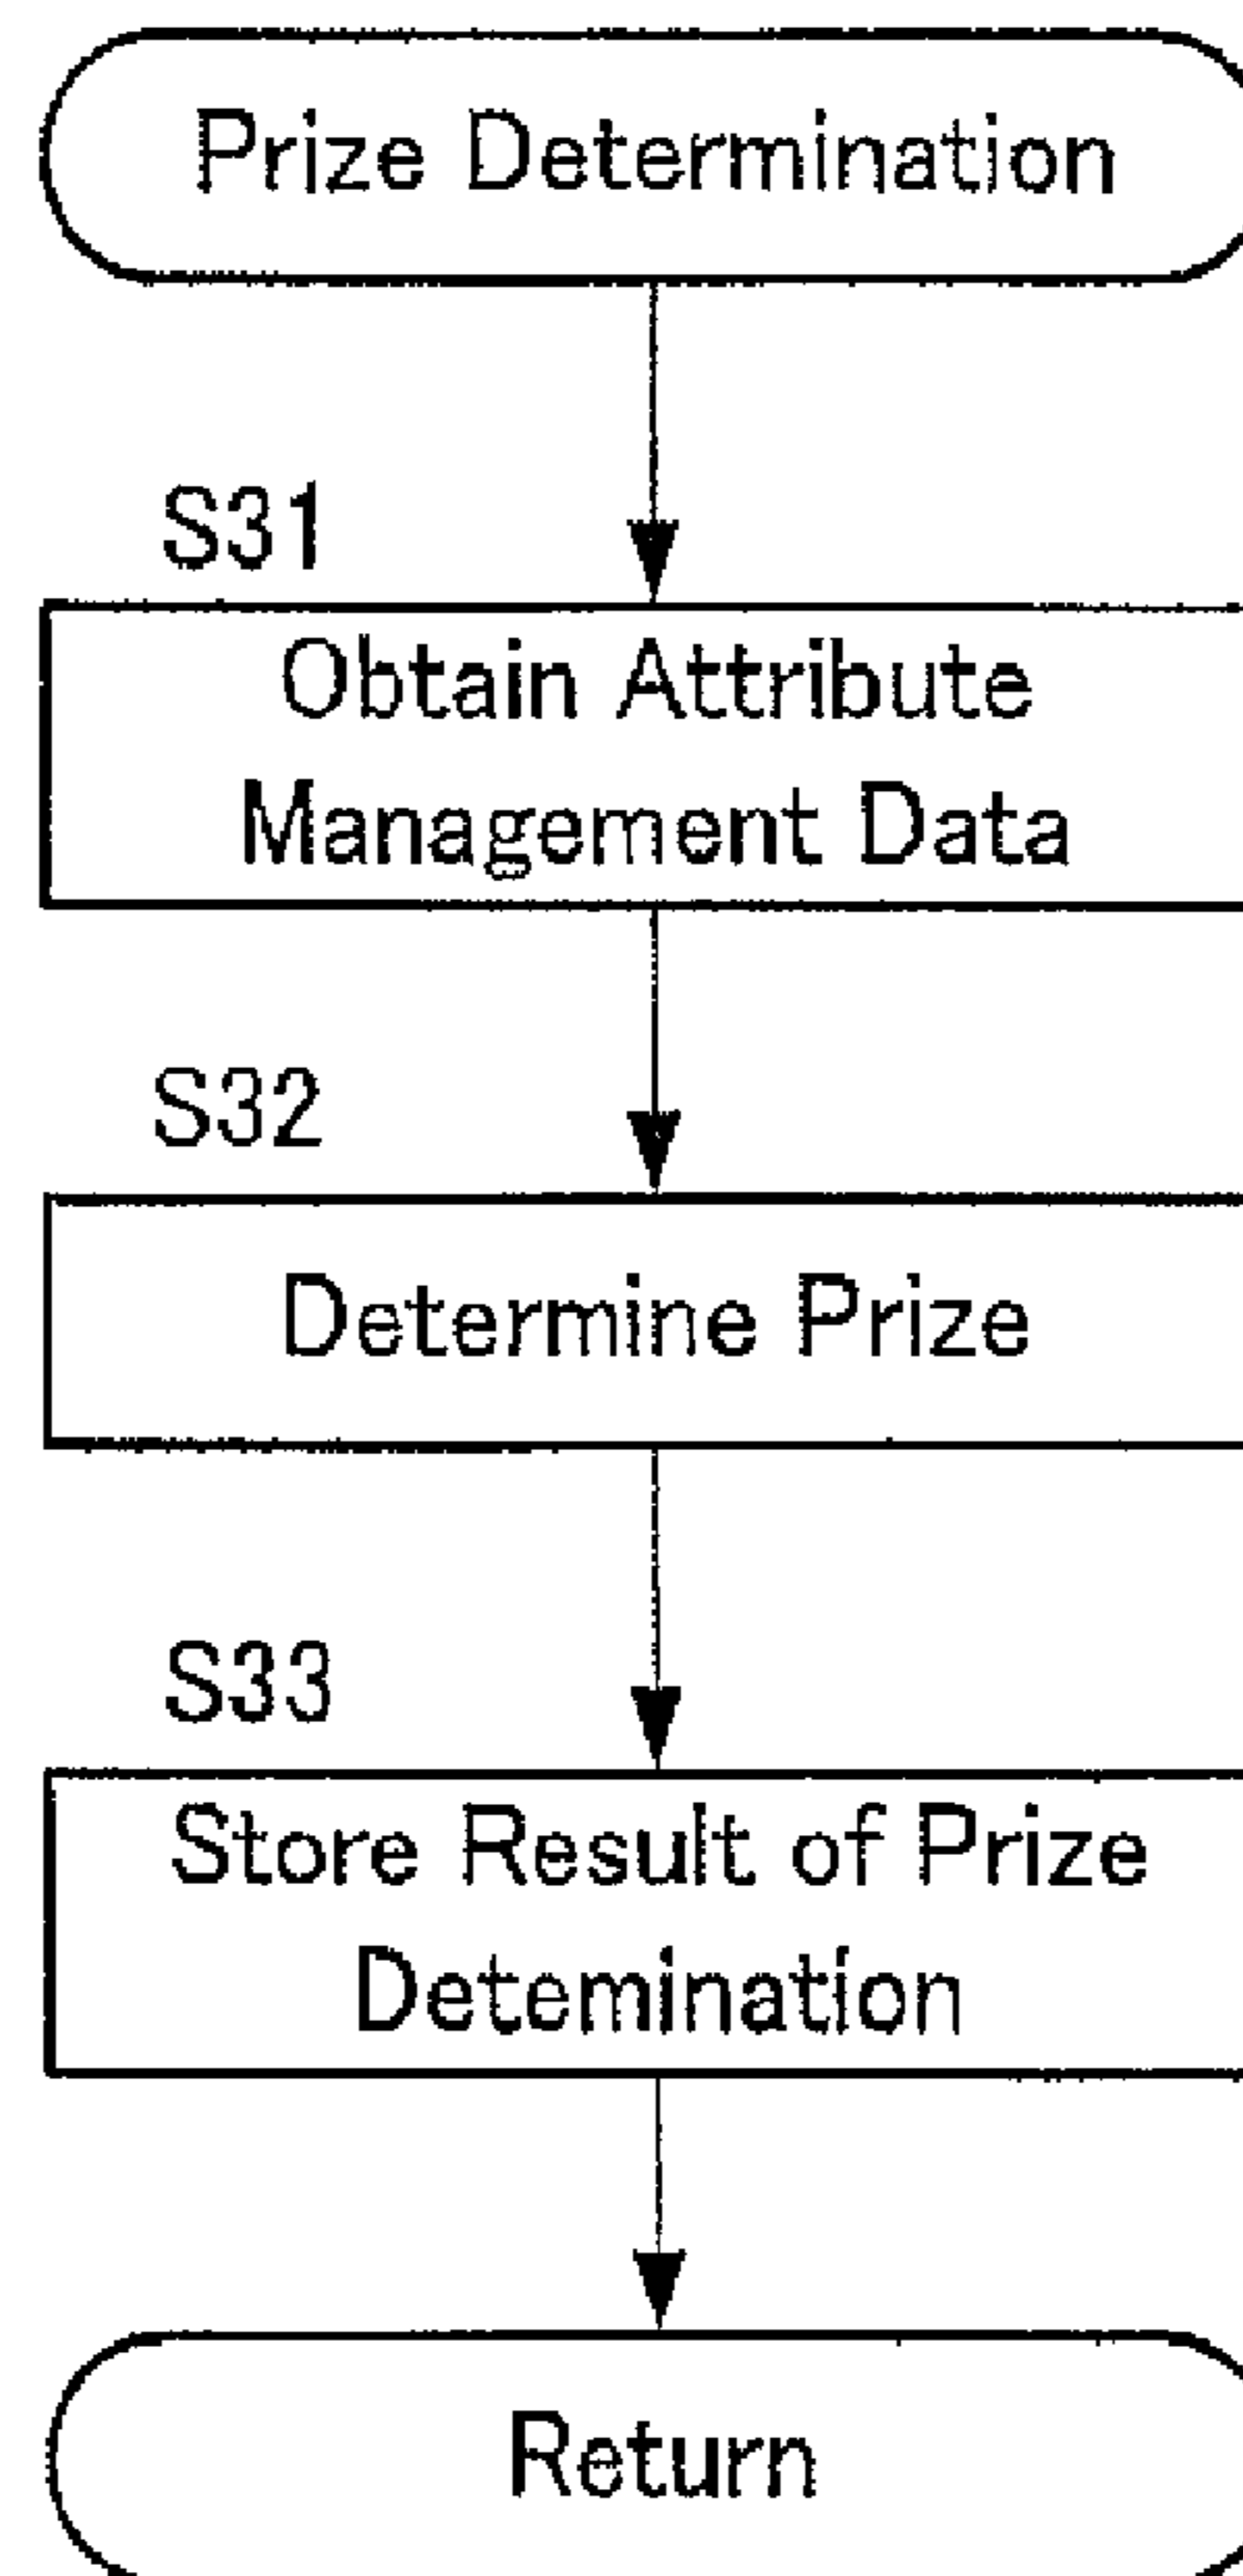 Prize Determination
S31
Obtain Attribute
Management Data
S32
Determine Prize
S33
Store Result of Prize
Detemination
Return